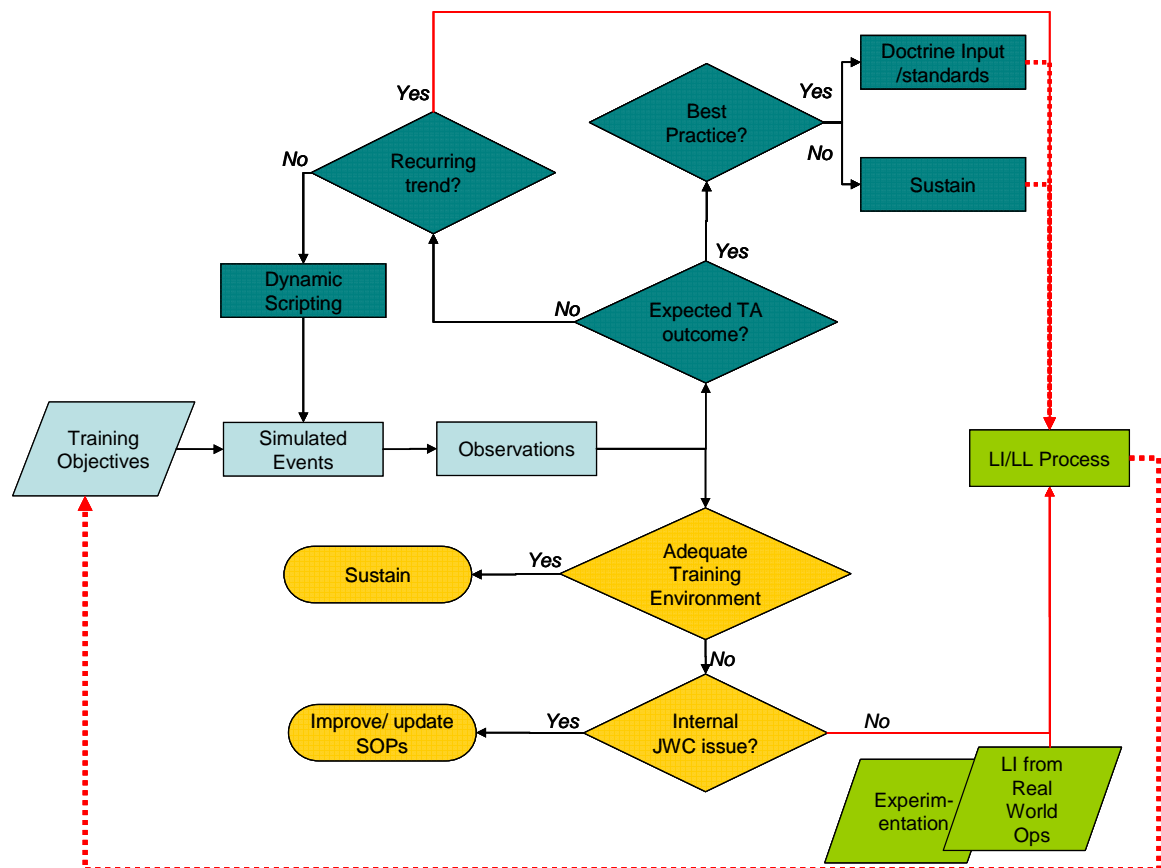 Doctrine Input
/standards
Yes
Yes
Best
Practice?
No
Recurring
trend?
No
Sustain
Yes
Dynamic
Scripting
No
Expected TA
outcome?
Training
Objectives
Simulated
Events
Observations
LI/LL Process
Yes
Sustain
Adequate
Training
Environment
No
Improve/ update
SOPs
Yes
Internal
JWC issue?
No
Experim-
entation
LI from
Real
World
Ops